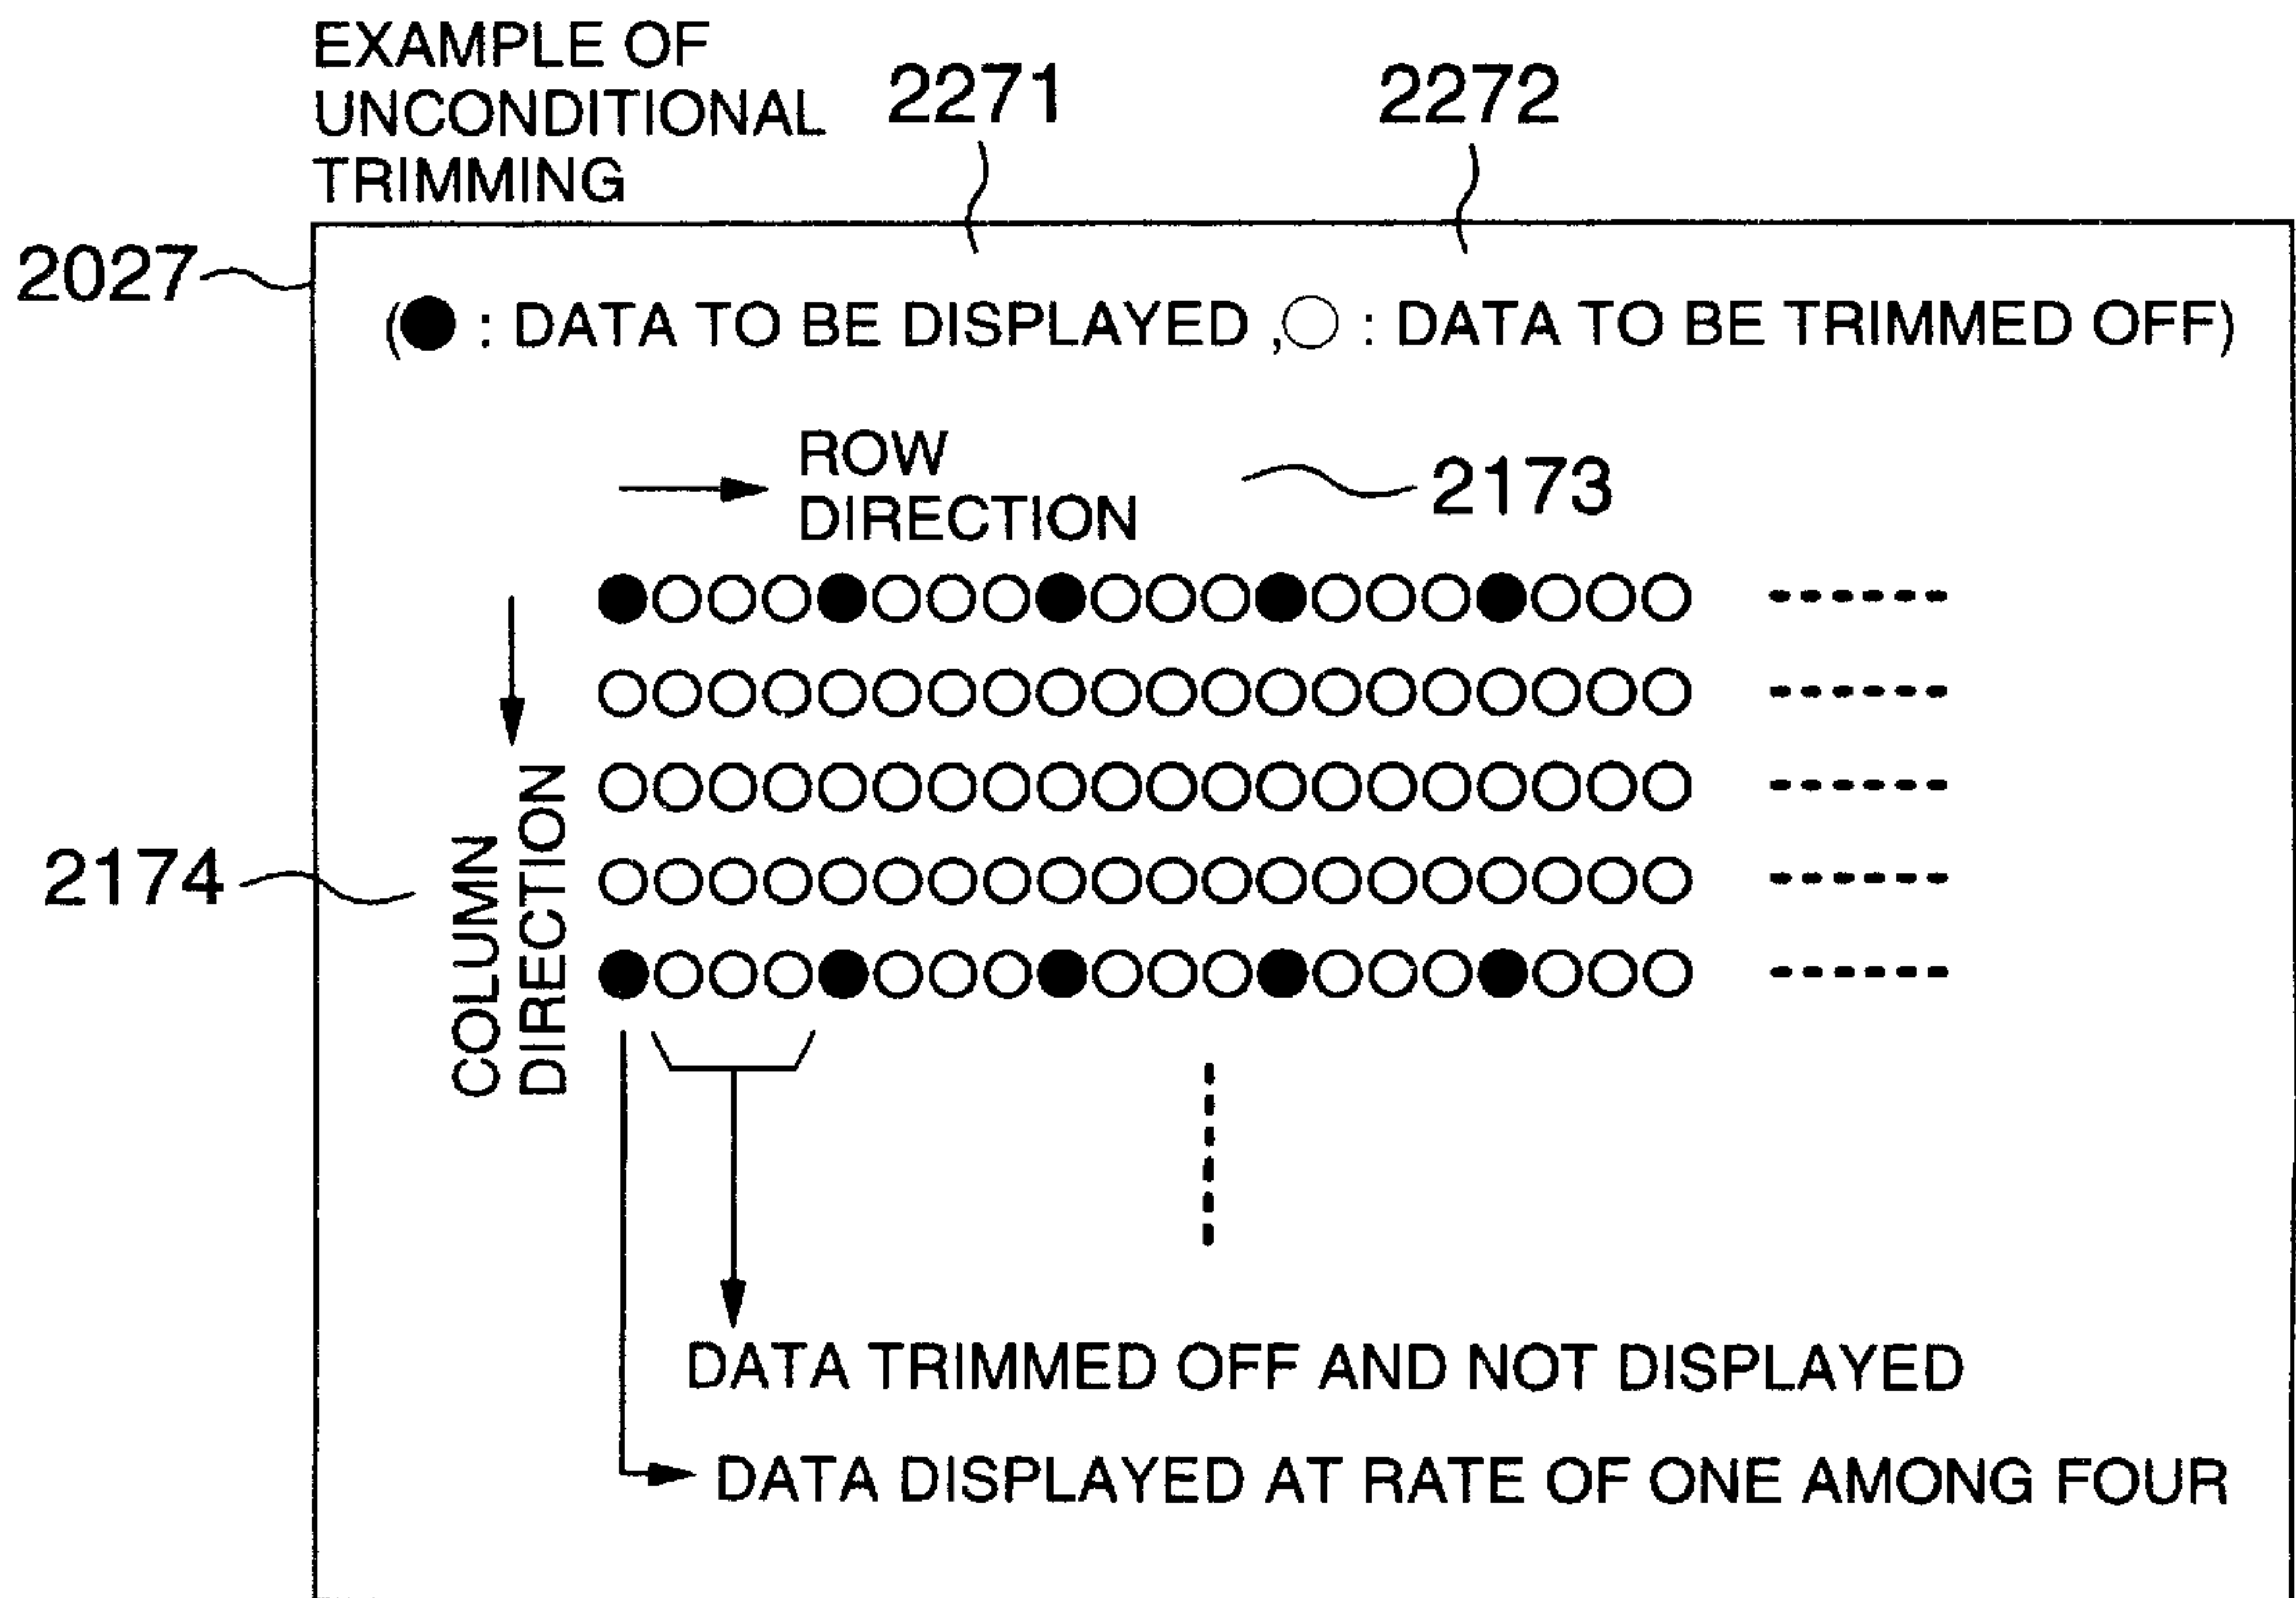 EXAMPLE OF
UNCONDITIONAL
TRIMMING
2271
2272
2027
(● : DATA TO BE DISPLAYED ,○ : DATA TO BE TRIMMED OFF)
ROW
DIRECTION
2173
COLUMN
DIRECTION
2174
DATA TRIMMED OFF AND NOT DISPLAYED
DATA DISPLAYED AT RATE OF ONE AMONG FOUR